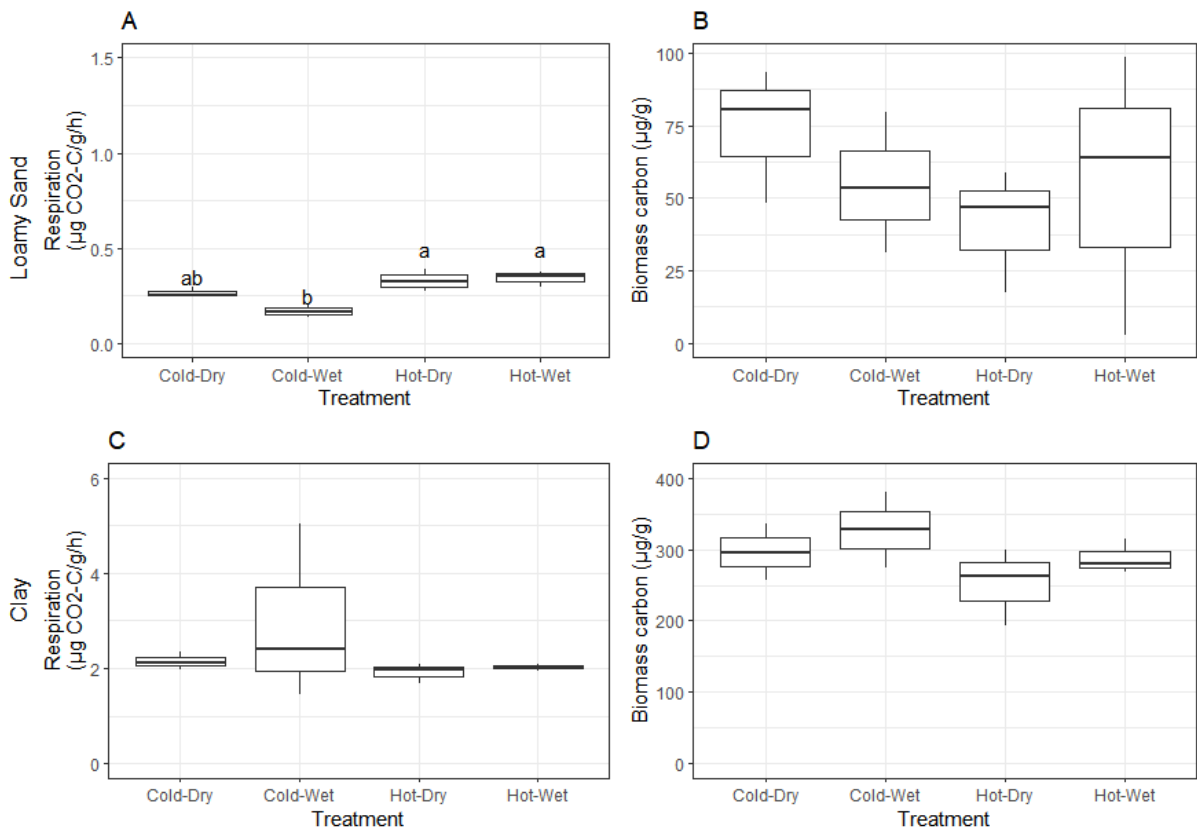 A
Loamy Sand
Respiration
(µg CO2-C/g/h)
1.5
1.0
0.5
0.0
ab
b
a
a
Cold-Dry
Cold-Wet
Hot-Dry
Hot-Wet
Treatment
B
Biomass carbon (µg/g)
100
75
50
25
0
Cold-Dry
Cold-Wet
Hot-Dry
Hot-Wet
Treatment
C
Clay
Respiration
(µg CO2-C/g/h)
6
4
2
0
Cold-Dry
Cold-Wet
Hot-Dry
Hot-Wet
Treatment
D
Biomass carbon (µg/g)
400
300
200
100
0
Cold-Dry
Cold-Wet
Hot-Dry
Hot-Wet
Treatment